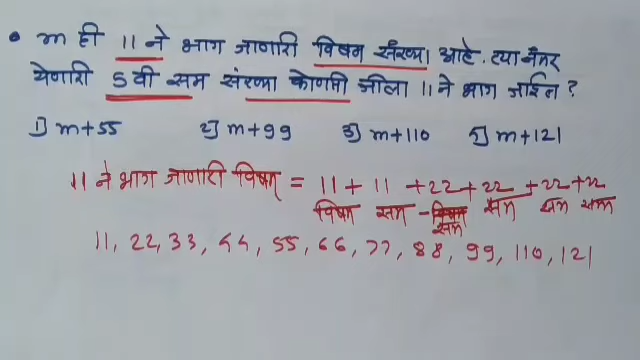 • m ही 11 ने भाग जाणारी विषम संख्या आहे. त्या नंतर
येणारी 5 वी सम संख्या कोणती जीला 11 ने भाग जाईल?
1) m+55 2) m+99 3) m+110 5) m+121
11 ने भाग जाणारी विषम = 11 + 11 + 22 + 22 + 22 + 22
विषम सम - सम सम सम सम
11, 22, 33, 44, 55, 66, 77, 88, 99, 110, 121